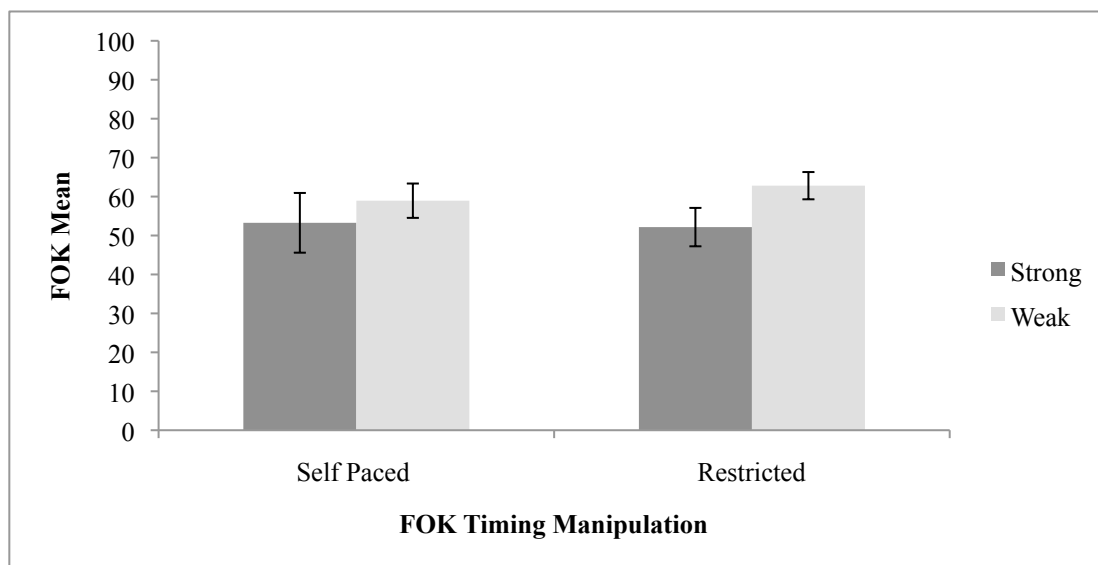 100
90
80
70
60
50
40
30
20
10
0
FOK Mean
Self Paced
Restricted
FOK Timing Manipulation
Strong
Weak